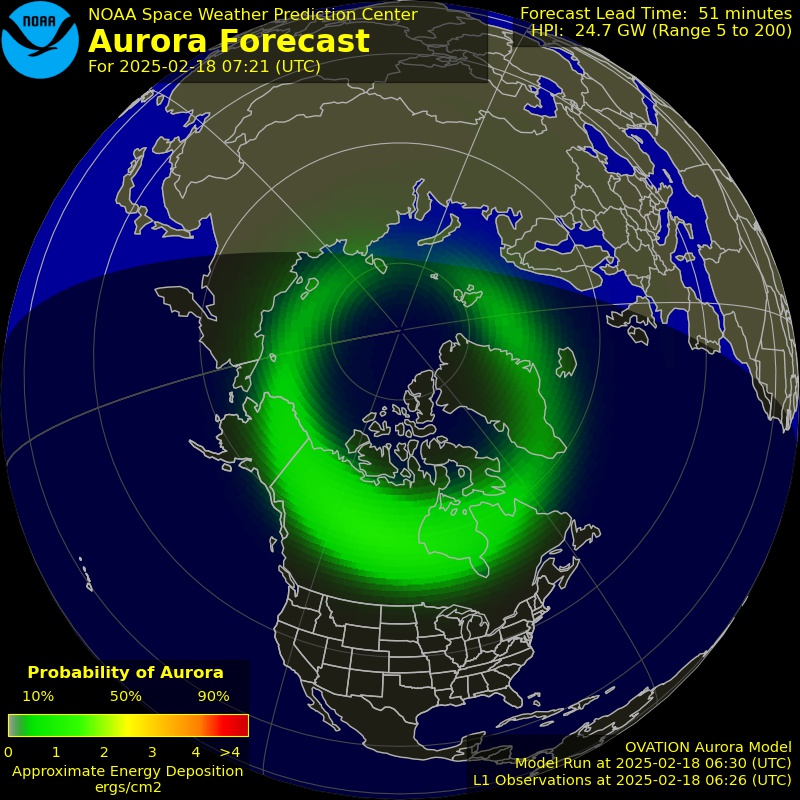 NOAA
NOAA Space Weather Prediction Center
Aurora Forecast
For 2025-02-18 07:21 (UTC)
Forecast Lead Time: 51 minutes
HPI: 24.7 GW (Range 5 to 200)
Probability of Aurora
10% 50% 90%
0 1 2 3 4 >4
Approximate Energy Deposition
ergs/cm2
OVATION Aurora Model
Model Run at 2025-02-18 06:30 (UTC)
L1 Observations at 2025-02-18 06:26 (UTC)